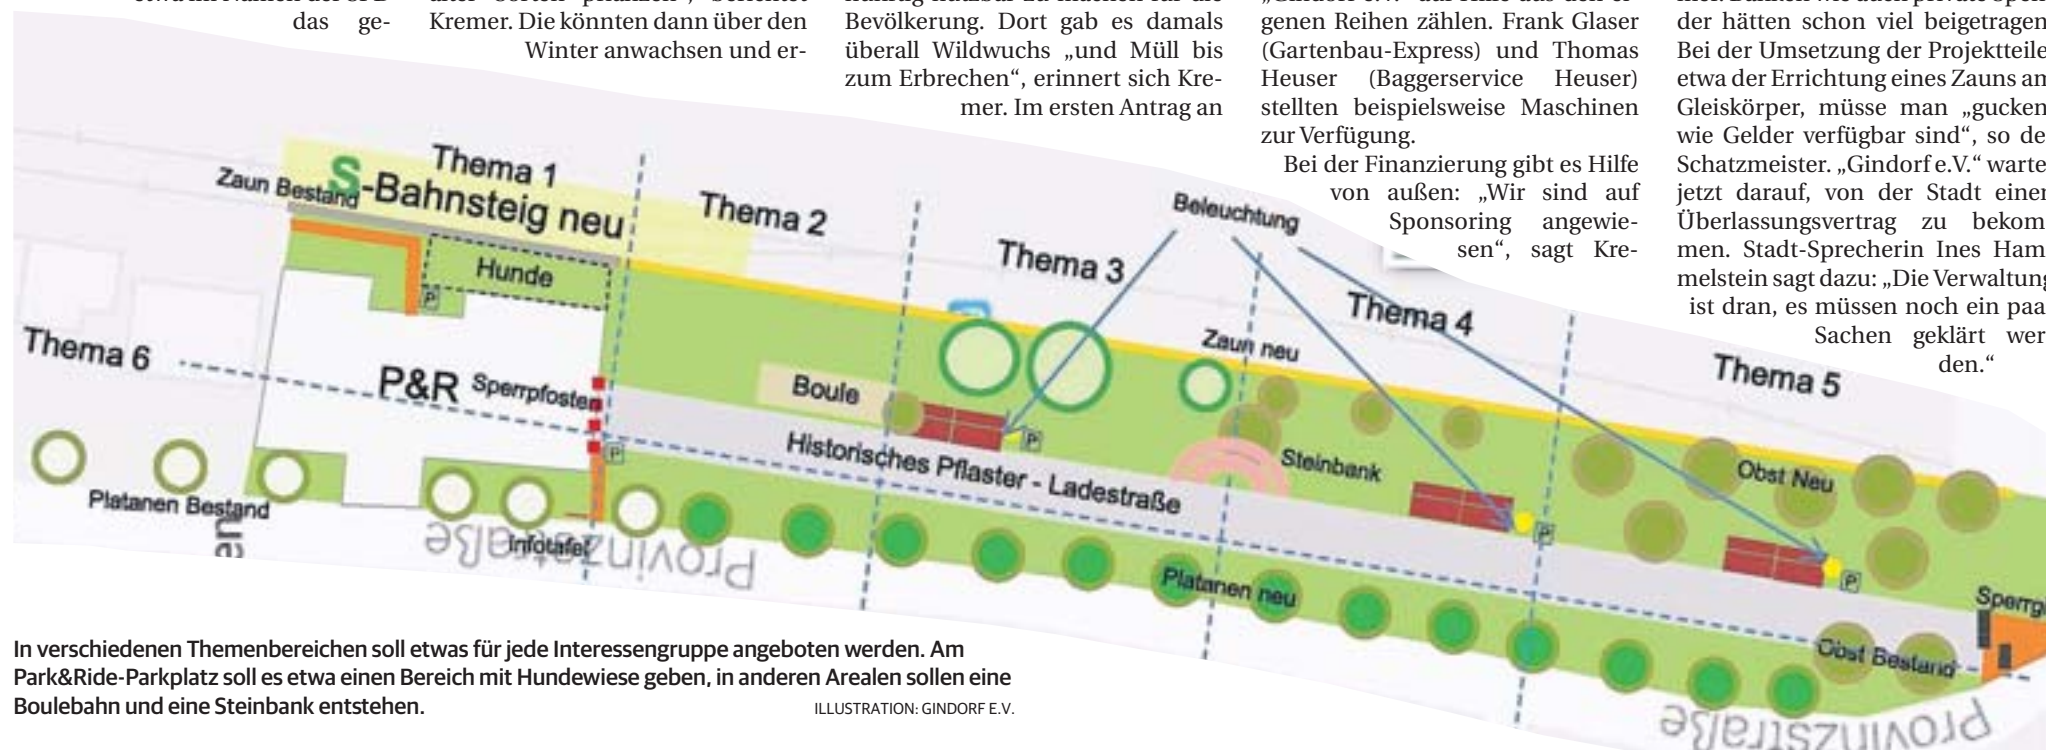 das ge-
Kremer. Die könnten dann über den
Winter anwachsen und er-
Bevölkerung. Dort gab es damals
überall Wildwuchs „und Müll bis
zum Erbrechen“, erinnert sich Kre-
mer. Im ersten Antrag an
genen Reihen zählen. Frank Glaser
(Gartenbau-Express) und Thomas
Heuser (Baggerservice Heuser)
stellten beispielsweise Maschinen
zur Verfügung.
Bei der Finanzierung gibt es Hilfe
von außen: „Wir sind auf
Sponsoring angewie-
sen“, sagt Kre-
der hätten schon viel beigetragen
Bei der Umsetzung der Projektteile
etwa der Errichtung eines Zauns am
Gleiskörper, müsse man „gucken
wie Gelder verfügbar sind“, so de
Schatzmeister. „Gindorf e.V.“ warte
jetzt darauf, von der Stadt einen
Überlassungsvertrag zu bekom
men. Stadt-Sprecherin Ines Ham
melstein sagt dazu: „Die Verwaltung
ist dran, es müssen noch ein paa
Sachen geklärt wer
den.“
Thema 1
S-Bahnsteig neu
Zaun Bestand
Hunde
P
Thema 2
Thema 3
Beleuchtung
Thema 4
Zaun neu
Thema 5
Thema 6
P&R
Sperrpfosten
P
Boule
P
Historisches Pflaster - Ladestraße
Steinbank
P
Obst Neu
P
Platanen Bestand
en
Infotafel
Provinzstraße
Platanen neu
Obst Bestand
Sperrg
Provinzstraße
In verschiedenen Themenbereichen soll etwas für jede Interessengruppe angeboten werden. Am
Park&Ride-Parkplatz soll es etwa einen Bereich mit Hundewiese geben, in anderen Arealen sollen eine
Boulebahn und eine Steinbank entstehen.
ILLUSTRATION: GINDORF E.V.